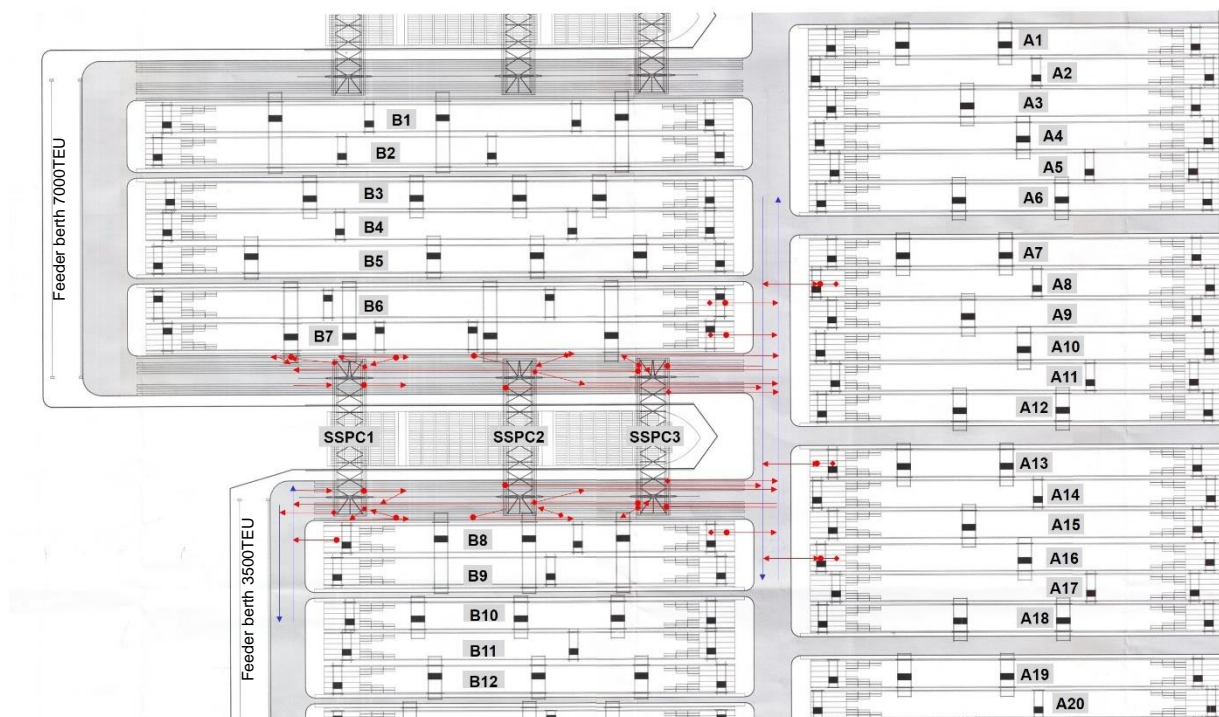 Feeder berth 7000TEU
B1
B2
B3
B4
B5
B6
B7
SSPC1
SSPC2
SSPC3
Feeder berth 3500TEU
B8
B9
B10
B11
B12
A1
A2
A3
A4
A5
A6
A7
A8
A9
A10
A11
A12
A13
A14
A15
A16
A17
A18
A19
A20